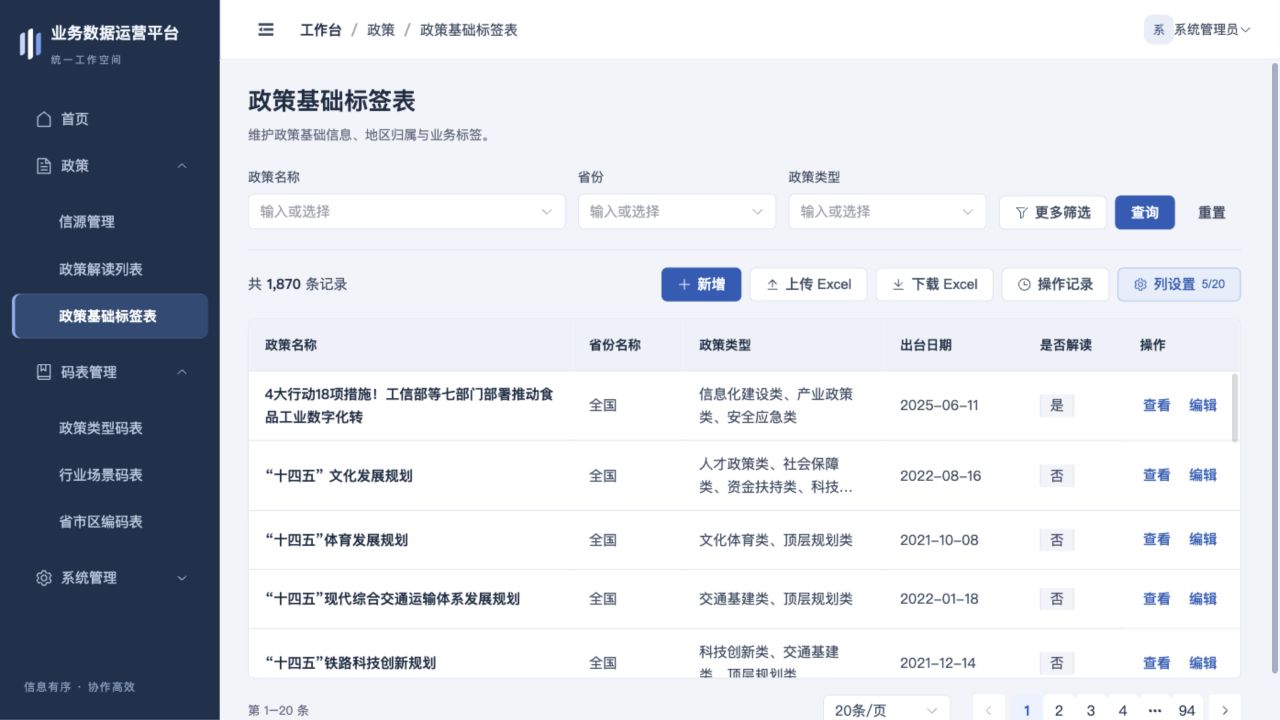 业务数据运营平台
统一工作空间
首页
政策
信源管理
政策解读列表
政策基础标签表
码表管理
政策类型码表
行业场景码表
省市区编码表
系统管理
信息有序 · 协作高效
工作台 / 政策 / 政策基础标签表
系 系统管理员
政策基础标签表
维护政策基础信息、地区归属与业务标签。
政策名称 省份 政策类型
输入或选择 输入或选择 输入或选择 更多筛选 查询 重置
共 1,870 条记录 新增 上传 Excel 下载 Excel 操作记录 列设置 5/20
政策名称 省份名称 政策类型 出台日期 是否解读 操作
4大行动18项措施！工信部等七部门部署推动食
品工业数字化转
全国
信息化建设类、产业政策
类、安全应急类
2025-06-11 是 查看 编辑
“十四五” 文化发展规划 全国
人才政策类、社会保障
类、资金扶持类、科技...
2022-08-16 否 查看 编辑
“十四五”体育发展规划 全国 文化体育类、顶层规划类 2021-10-08 否 查看 编辑
“十四五”现代综合交通运输体系发展规划 全国 交通基建类、顶层规划类 2022-01-18 否 查看 编辑
“十四五”铁路科技创新规划 全国
科技创新类、交通基建
类、顶层规划类
2021-12-14 否 查看 编辑
第 1-20 条 20条/页 1 2 3 4 ··· 94